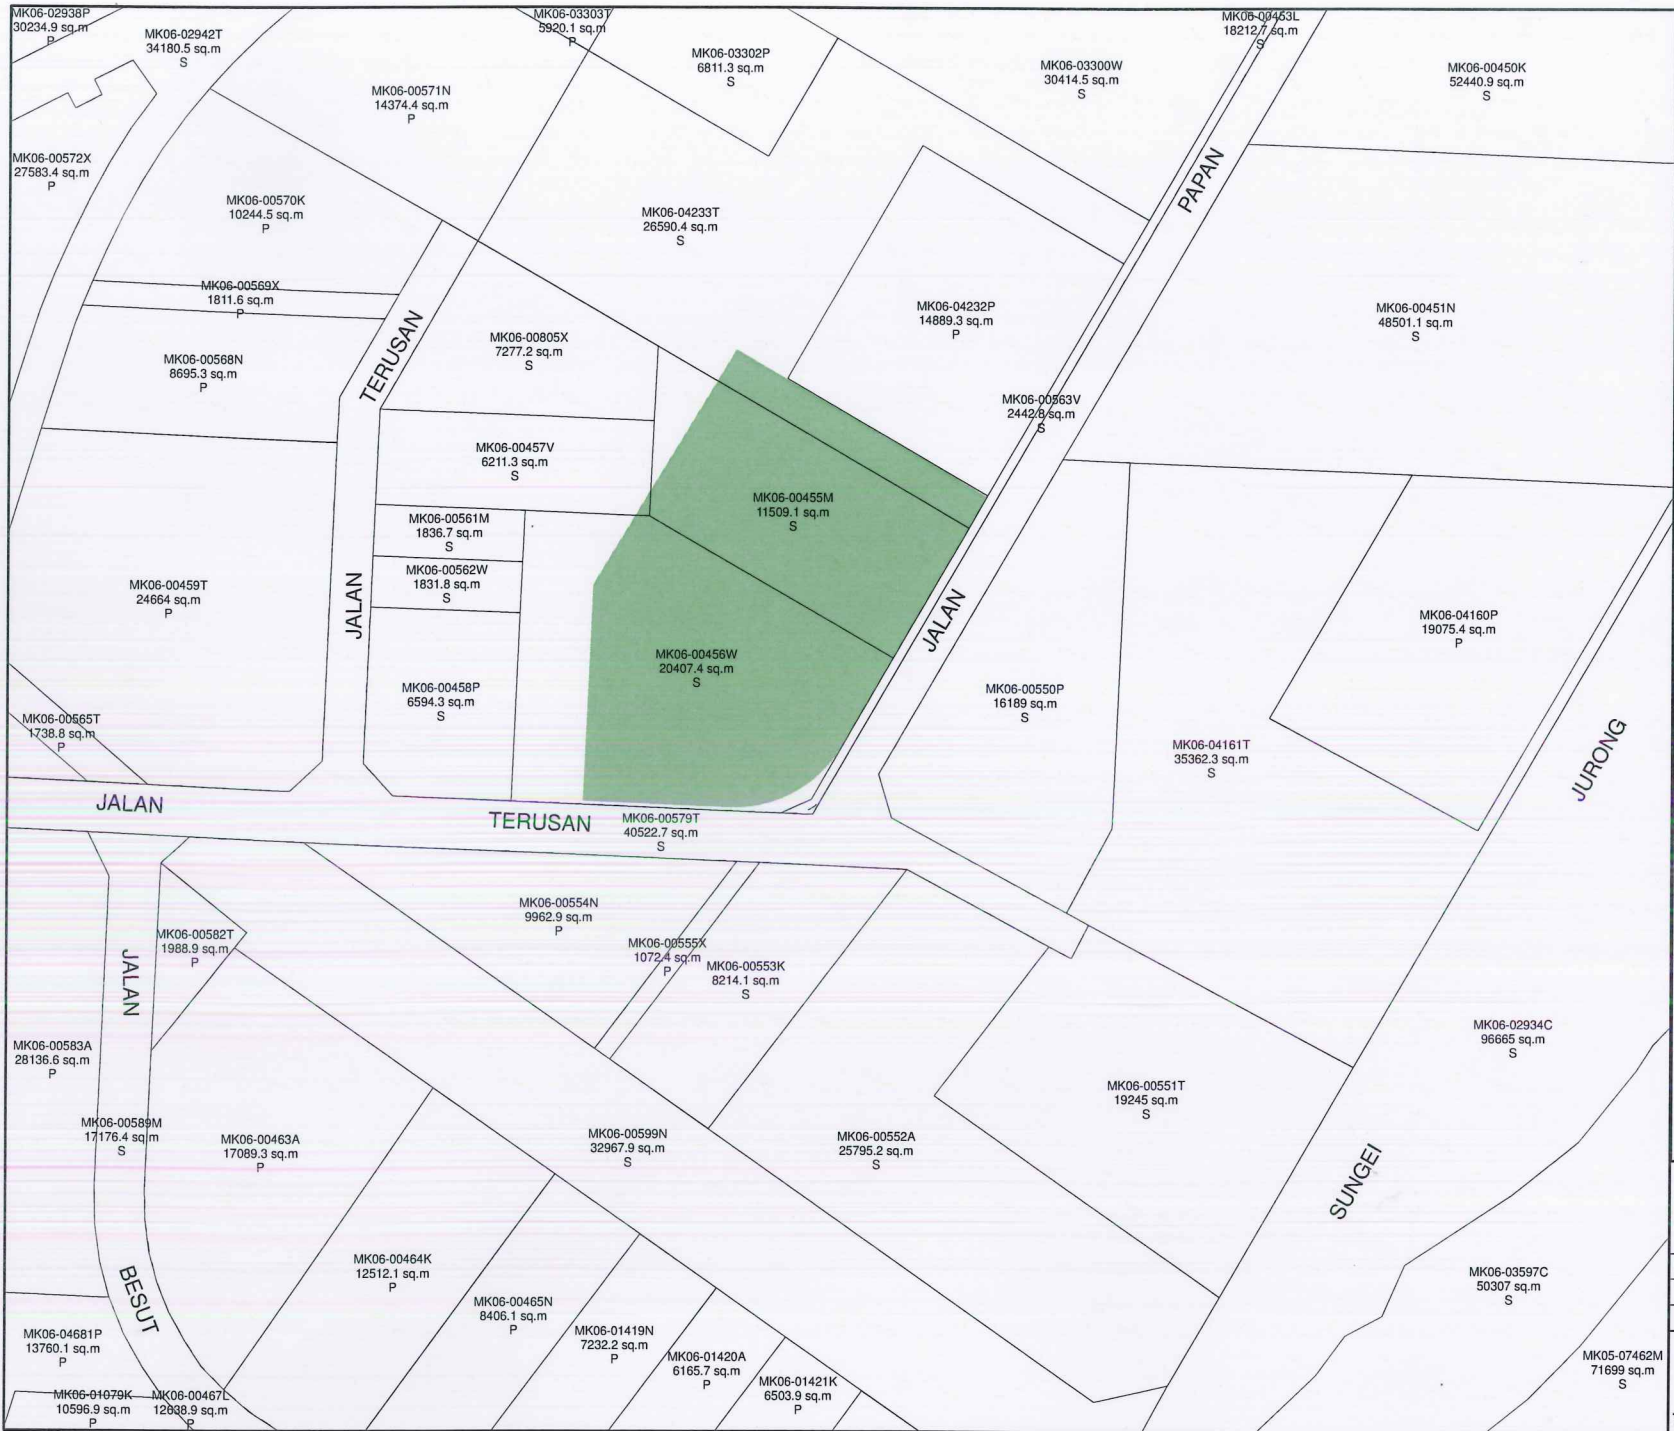 MK06-02938P
30234.9 sq.m
P
MK06-02942T
34180.5 sq.m
S
MK06-03303T
5920.1 sq.m
P
MK06-03302P
6811.3 sq.m
S
MK06-03300W
30414.5 sq.m
S
MK06-00453L
18212.7 sq.m
S
MK06-00450K
52440.9 sq.m
S
MK06-00571N
14374.4 sq.m
P
MK06-00572X
27583.4 sq.m
P
MK06-00570K
10244.5 sq.m
P
MK06-04233T
26590.4 sq.m
S
PAPAN
MK06-00569X
1811.6 sq.m
P
MK06-04232P
14889.3 sq.m
P
MK06-00451N
48501.1 sq.m
S
MK06-00568N
8695.3 sq.m
P
TERUSAN
MK06-00805X
7277.2 sq.m
S
MK06-00563V
2442.8 sq.m
S
MK06-00457V
6211.3 sq.m
S
MK06-00455M
11509.1 sq.m
S
MK06-00561M
1836.7 sq.m
S
MK06-00562W
1831.8 sq.m
S
MK06-00459T
24664 sq.m
P
JALAN
JALAN
MK06-04160P
19075.4 sq.m
P
MK06-00456W
20407.4 sq.m
S
MK06-00458P
6594.3 sq.m
S
MK06-00550P
16189 sq.m
S
MK06-00565T
1738.8 sq.m
P
MK06-04161T
35362.3 sq.m
S
JURONG
JALAN
TERUSAN
MK06-00579T
40522.7 sq.m
S
MK06-00554N
9962.9 sq.m
P
MK06-00582T
1988.9 sq.m
P
MK06-00555X
1072.4 sq.m
P
MK06-00553K
8214.1 sq.m
S
JALAN
MK06-02934C
96665 sq.m
S
MK06-00583A
28136.6 sq.m
P
MK06-00551T
19245 sq.m
S
MK06-00589M
17176.4 sq.m
S
MK06-00463A
17089.3 sq.m
P
MK06-00599N
32967.9 sq.m
S
MK06-00552A
25795.2 sq.m
S
SUNGEI
MK06-00464K
12512.1 sq.m
P
MK06-03597C
50307 sq.m
S
BESUT
MK06-00465N
8406.1 sq.m
P
MK06-04681P
13760.1 sq.m
P
MK06-01419N
7232.2 sq.m
P
MK06-01420A
6165.7 sq.m
P
MK06-01421K
6503.9 sq.m
P
MK05-07462M
71699 sq.m
S
MK06-01079K
10596.9 sq.m
P
MK06-00467L
12638.9 sq.m
P